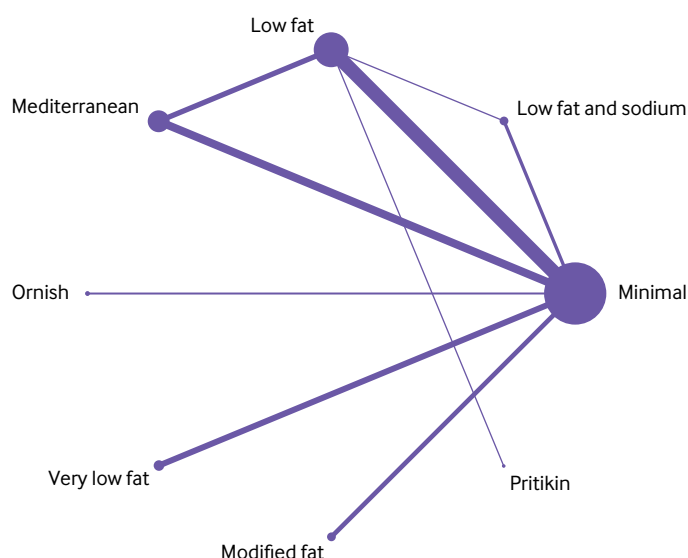 Low fat
Mediterranean
Low fat and sodium
Ornish
Minimal
Very low fat
Pritikin
Modified fat